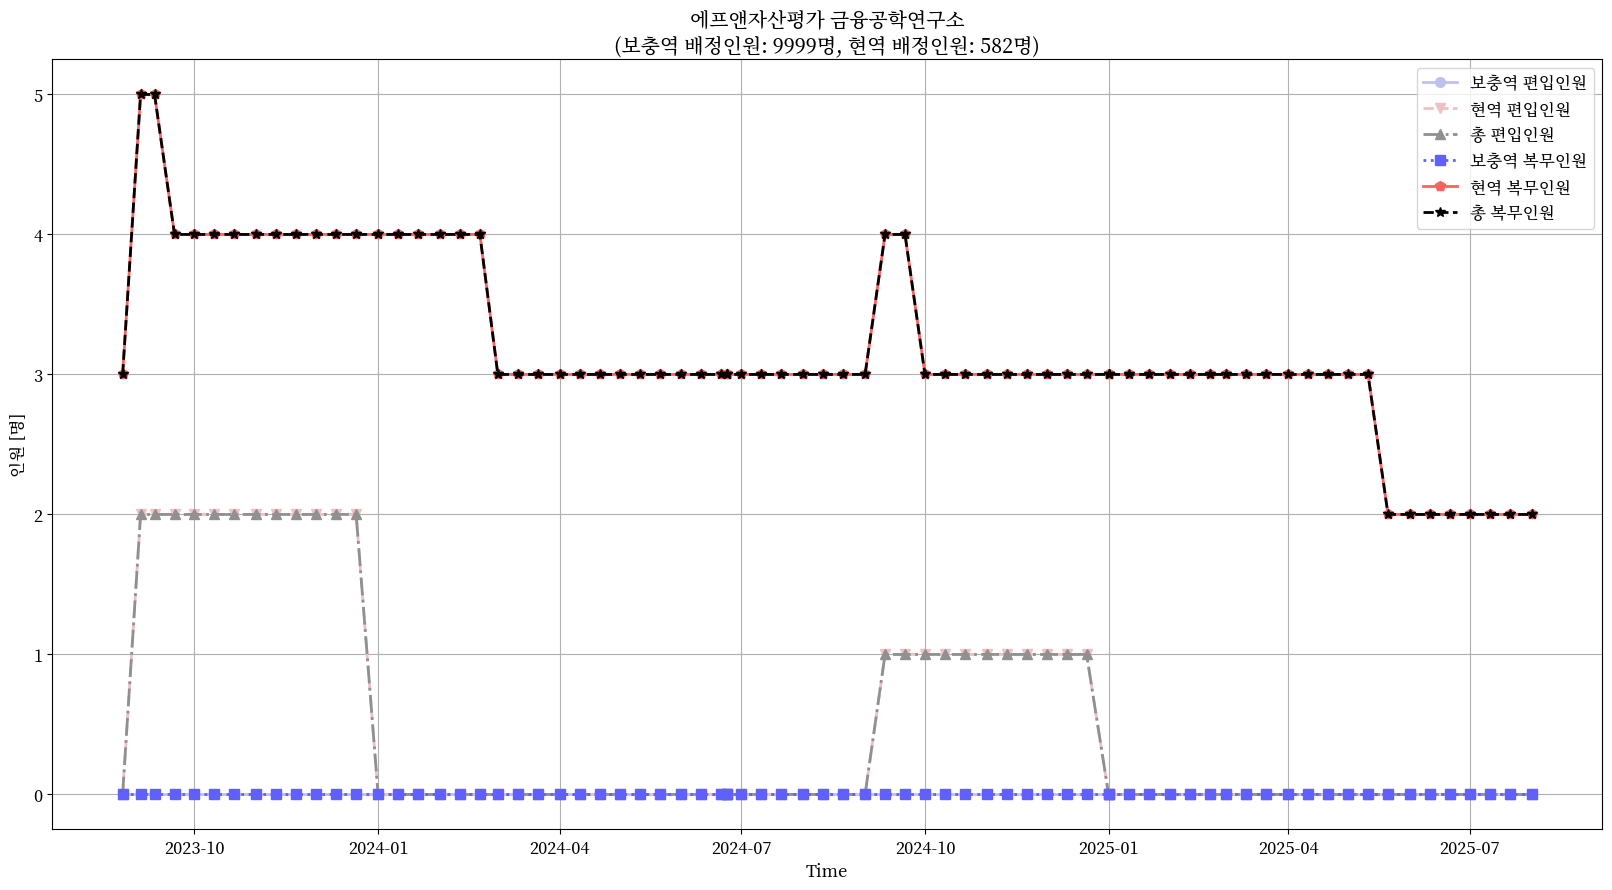 에프앤자산평가 금융공학연구소
(보충역 배정인원: 9999명, 현역 배정인원: 582명)
보충역 편입인원
현역 편입인원
총 편입인원
보충역 복무인원
현역 복무인원
총 복무인원
인원 [명]
5
4
3
2
1
0
2023-10
2024-01
2024-04
2024-07
2024-10
2025-01
2025-04
2025-07
Time